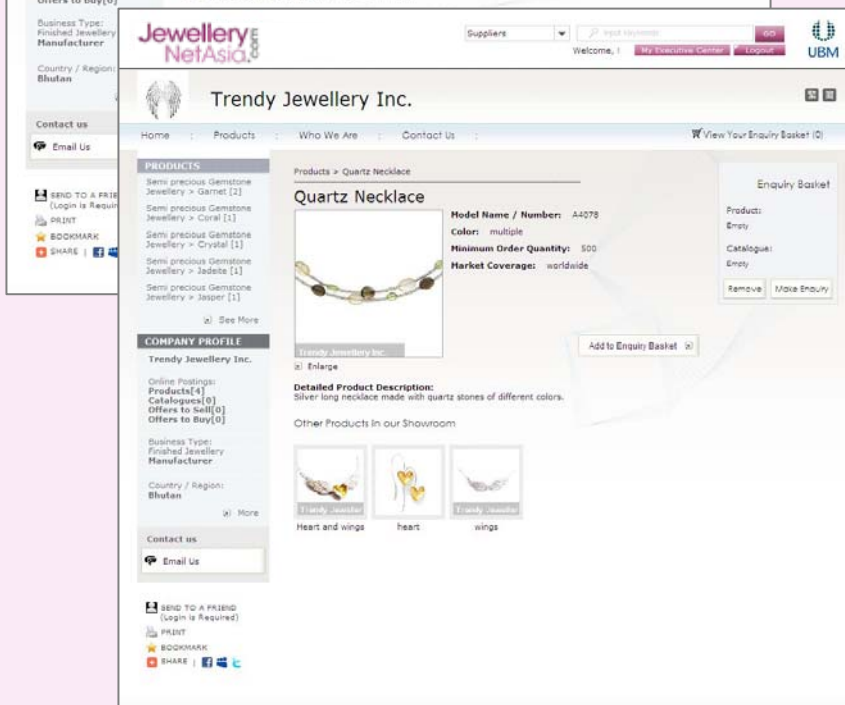 Offers to Buy[0]
Business Type:
Finished Jewellery
Manufacturer
Country / Region:
Bhutan
Contact us
Email Us
SEND TO A FRIE
(Login is Requir
PRINT
BOOKMARK
SHARE |
Jewellery
NetAsia.com
Suppliers
Input keywords
GO
UBM
Welcome, !
My Executive Center
Logout
Trendy Jewellery Inc.
Home : Products : Who We Are : Contact Us :
View Your Enquiry Basket (0)
PRODUCTS
Semi precious Gemstone
Jewellery > Garnet [2]
Semi precious Gemstone
Jewellery > Coral [1]
Semi precious Gemstone
Jewellery > Crystal [1]
Semi precious Gemstone
Jewellery > Jadeite [1]
Semi precious Gemstone
Jewellery > Jasper [1]
See More
COMPANY PROFILE
Trendy Jewellery Inc.
Online Postings:
Products[4]
Catalogues[0]
Offers to Sell[0]
Offers to Buy[0]
Business Type:
Finished Jewellery
Manufacturer
Country / Region:
Bhutan
More
Contact us
Email Us
SEND TO A FRIEND
(Login is Required)
PRINT
BOOKMARK
SHARE |
Products > Quartz Necklace
Quartz Necklace
Model Name / Number: A4078
Color: multiple
Minimum Order Quantity: 500
Market Coverage: worldwide
Trendy Jewellery Inc.
Enlarge
Add to Enquiry Basket
Detailed Product Description:
Silver long necklace made with quartz stones of different colors.
Other Products in our Showroom
Trendy Jeweller
Trendy Jeweller
Heart and wings
heart
wings
Enquiry Basket
Product:
Empty
Catalogue:
Empty
Remove
Make Enquiry